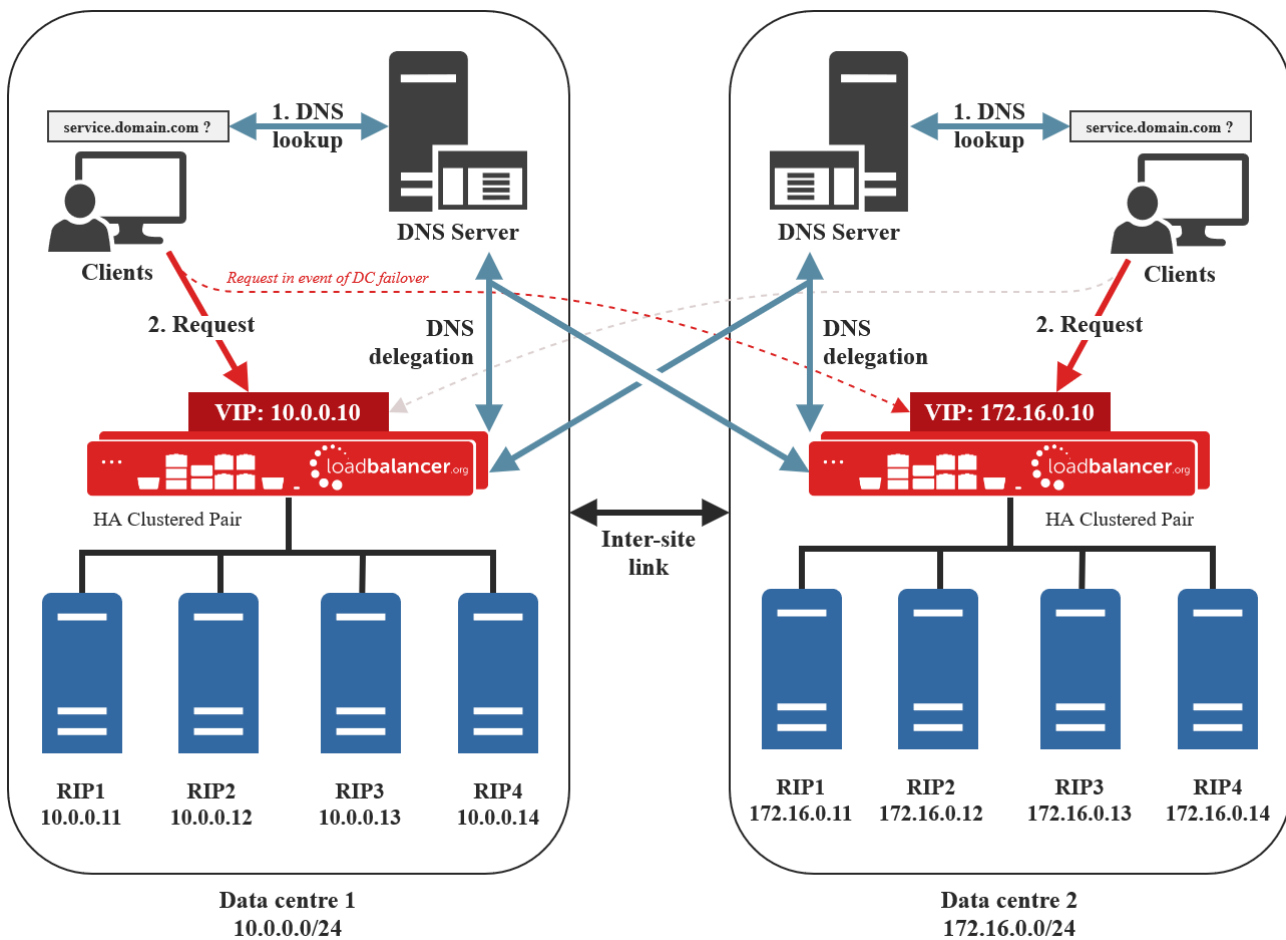 service.domain.com ?
1. DNS
lookup
DNS Server
Clients
Request in event of DC failover
2. Request
DNS
delegation
VIP: 10.0.0.10
loadbalancer.org
HA Clustered Pair
RIP1
10.0.0.11
RIP2
10.0.0.12
RIP3
10.0.0.13
RIP4
10.0.0.14
Data centre 1
10.0.0.0/24
Inter-site
link
1. DNS
lookup
service.domain.com ?
DNS Server
Clients
2. Request
DNS
delegation
VIP: 172.16.0.10
loadbalancer.org
HA Clustered Pair
RIP1
172.16.0.11
RIP2
172.16.0.12
RIP3
172.16.0.13
RIP4
172.16.0.14
Data centre 2
172.16.0.0/24